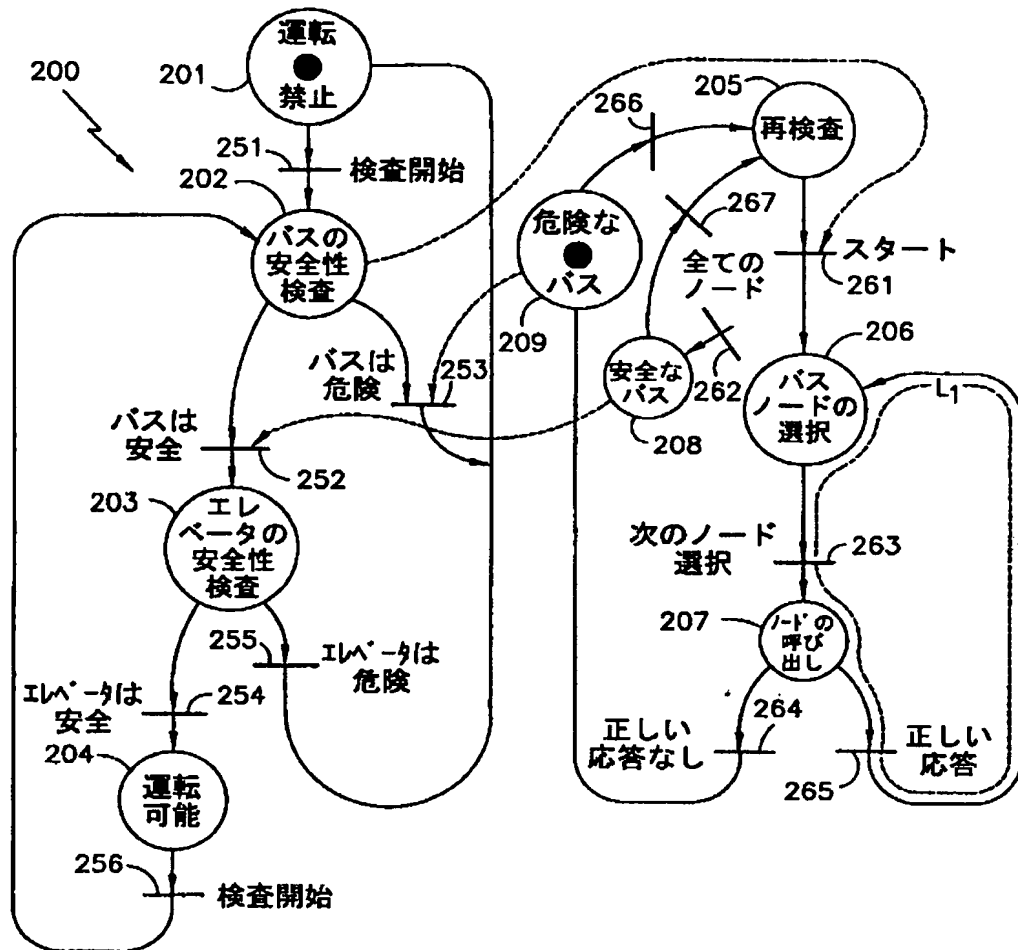 200
201
運転
禁止
251
検査開始
202
バスの
安全性
検査
バスは
危険
253
バスは
安全
252
203
エレ
ベータの
安全性
検査
255
エレベータは
危険
エレベータは
安全
254
204
運転
可能
256
検査開始
266
205
再検査
267
危険な
バス
209
全ての
ノード
スタート
261
262
安全な
バス
208
206
バス
ノードの
選択
L1
次のノード
選択
263
207
ノードの
呼び
出し
正しい
応答なし
264
265
正しい
応答